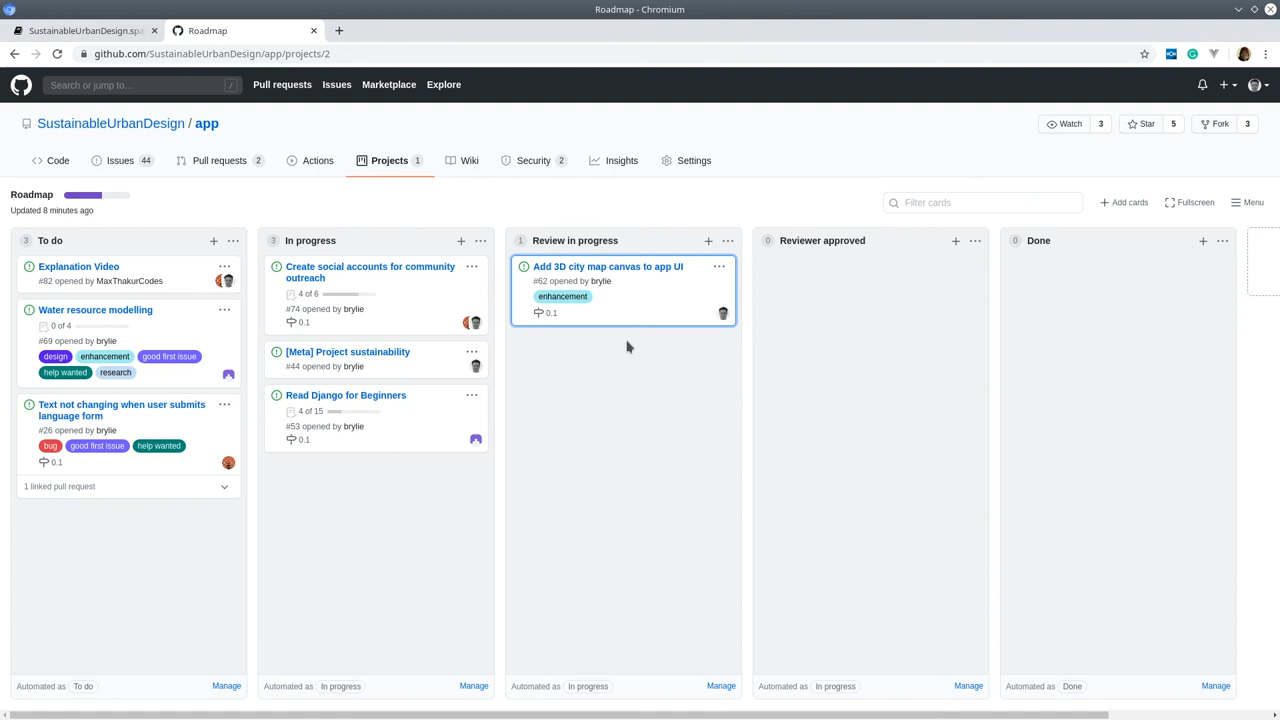 Roadmap - Chromium
SustainableUrbanDesign.spa
Roadmap
github.com/SustainableUrbanDesign/app/projects/2
Search or jump to...
/
Pull requests
Issues
Marketplace
Explore
SustainableUrbanDesign / app
Watch 3
Star 5
Fork 3
Code
Issues 44
Pull requests 2
Actions
Projects 1
Wiki
Security 2
Insights
Settings
Roadmap
Updated 8 minutes ago
Filter cards
Add cards
Fullscreen
Menu
3 To do
Explanation Video
#82 opened by MaxThakurCodes
Water resource modelling
0 of 4
#69 opened by brylie
design enhancement good first issue
help wanted research
Text not changing when user submits
language form
#26 opened by brylie
bug good first issue help wanted
0.1
1 linked pull request
Automated as To do Manage
3 In progress
Create social accounts for community
outreach
4 of 6
#74 opened by brylie
0.1
[Meta] Project sustainability
#44 opened by brylie
Read Django for Beginners
4 of 15
#53 opened by brylie
0.1
Automated as In progress Manage
1 Review in progress
Add 3D city map canvas to app UI
#62 opened by brylie
enhancement
0.1
Automated as In progress Manage
0 Reviewer approved
Automated as In progress Manage
0 Done
Automated as Done Manage